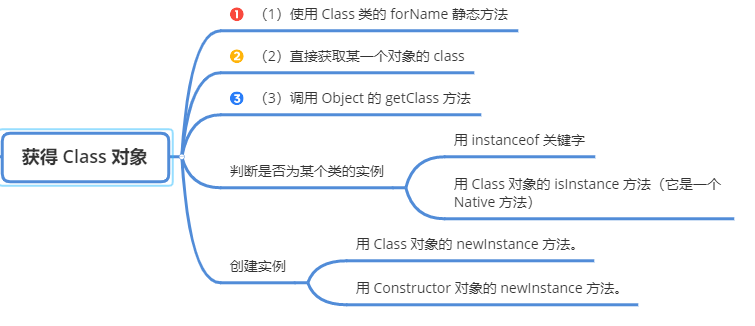 ❶ （1）使用 Class 类的 forName 静态方法
❷ （2）直接获取某一个对象的 class
❸ （3）调用 Object 的 getClass 方法
获得 Class 对象
判断是否为某个类的实例
用 instanceof 关键字
用 Class 对象的 isInstance 方法（它是一个
Native 方法）
创建实例
用 Class 对象的 newInstance 方法。
用 Constructor 对象的 newInstance 方法。